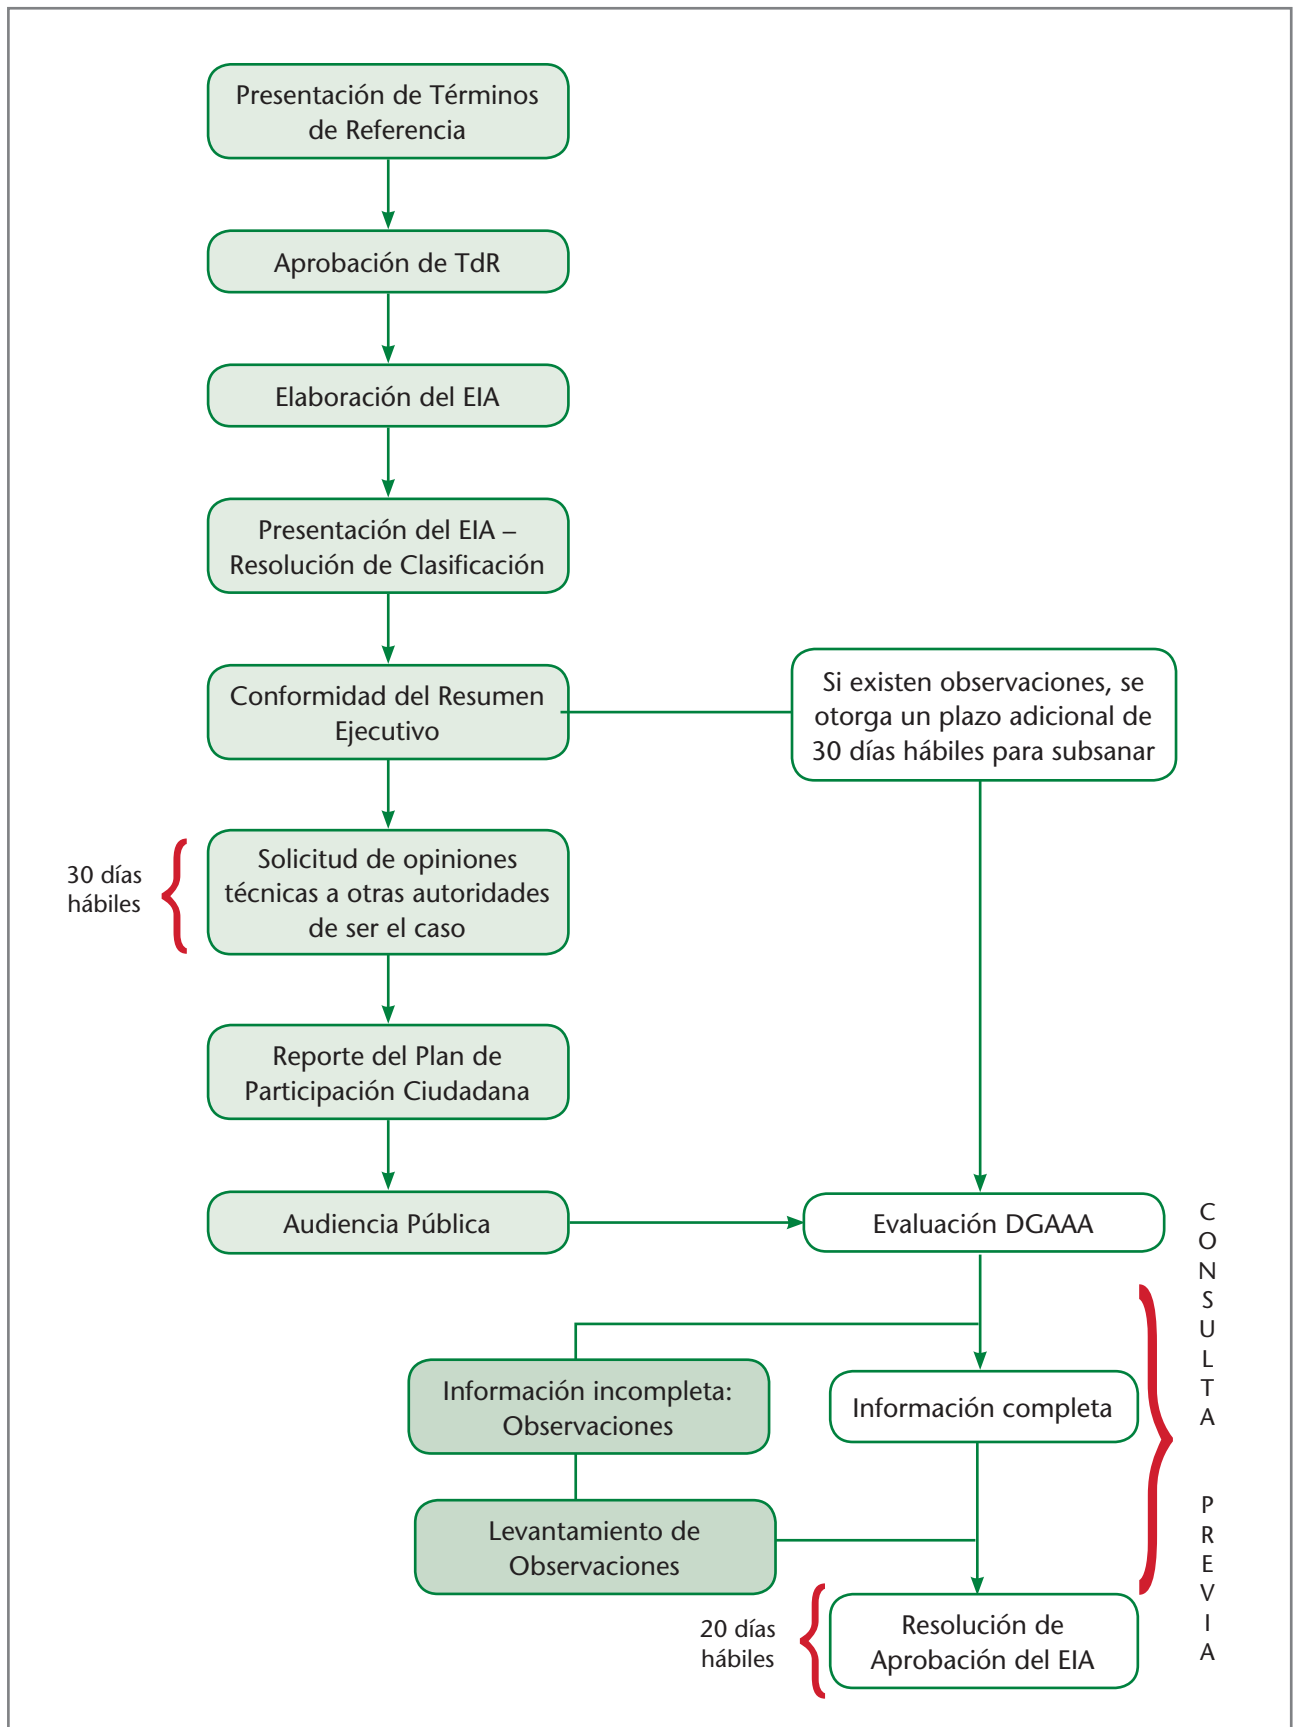 Presentación de Términos
de Referencia
Aprobación de TdR
Elaboración del EIA
Presentación del EIA –
Resolución de Clasificación
Conformidad del Resumen
Ejecutivo
Si existen observaciones, se
otorga un plazo adicional de
30 días hábiles para subsanar
30 días
hábiles
Solicitud de opiniones
técnicas a otras autoridades
de ser el caso
Reporte del Plan de
Participación Ciudadana
Audiencia Pública
Evaluación DGAAA
Información incompleta:
Observaciones
Información completa
Levantamiento de
Observaciones
20 días
hábiles
Resolución de
Aprobación del EIA
CONSULTA PREVIA